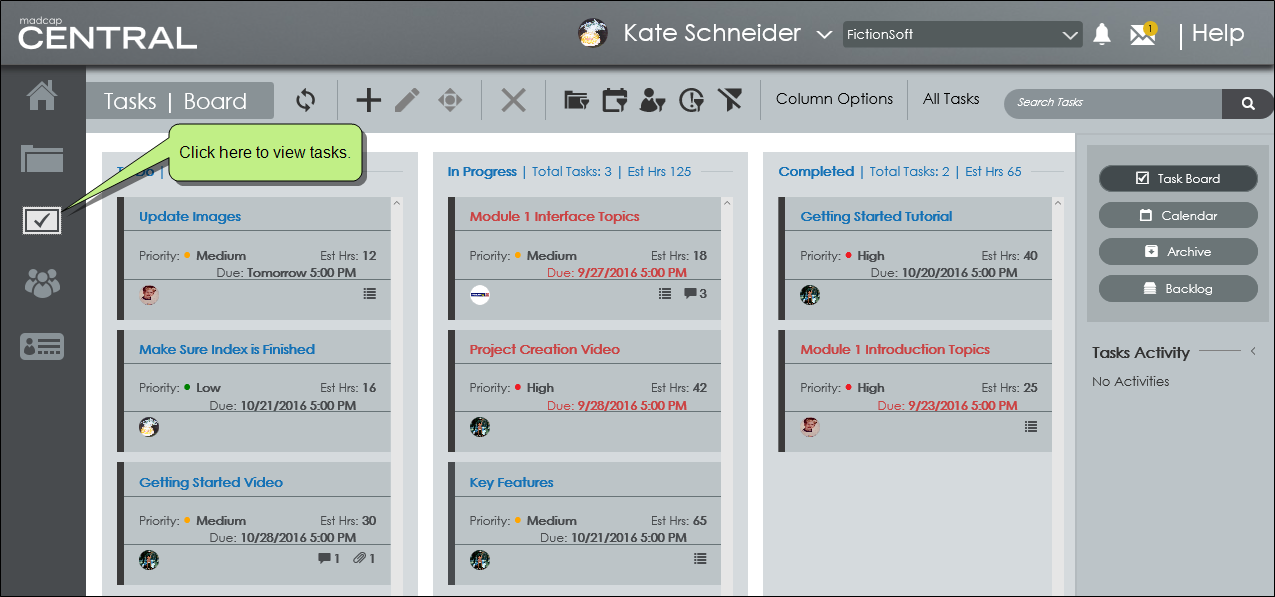 madcap
CENTRAL
Kate Schneider
FictionSoft
1
| Help
Tasks | Board
Column Options
All Tasks
Search Tasks
Click here to view tasks.
In Progress | Total Tasks: 3 | Est Hrs 125
Completed | Total Tasks: 2 | Est Hrs 65
Update Images
Priority: Medium Est Hrs: 12
Due: Tomorrow 5:00 PM
Make Sure Index is Finished
Priority: Low Est Hrs: 16
Due: 10/21/2016 5:00 PM
Getting Started Video
Priority: Medium Est Hrs: 30
Due: 10/28/2016 5:00 PM
1 1
Module 1 Interface Topics
Priority: Medium Est Hrs: 18
Due: 9/27/2016 5:00 PM
3
Project Creation Video
Priority: High Est Hrs: 42
Due: 9/28/2016 5:00 PM
Key Features
Priority: Medium Est Hrs: 65
Due: 10/21/2016 5:00 PM
Getting Started Tutorial
Priority: High Est Hrs: 40
Due: 10/20/2016 5:00 PM
Module 1 Introduction Topics
Priority: High Est Hrs: 25
Due: 9/23/2016 5:00 PM
Task Board
Calendar
Archive
Backlog
Tasks Activity
No Activities